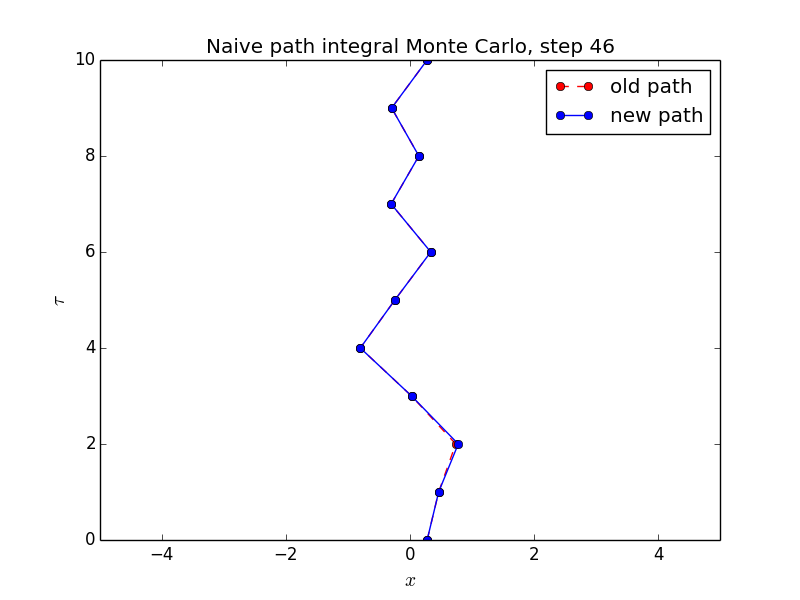 Naive path integral Monte Carlo, step 46
old path
new path
10
8
6
4
2
0
τ
−4 −2 0 2 4
x